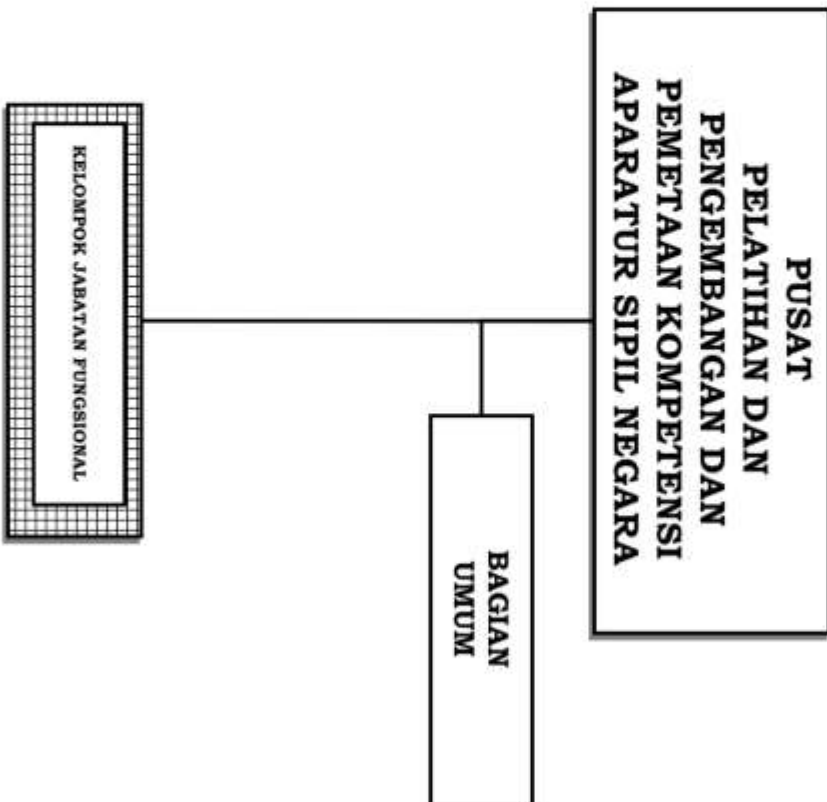 PUSAT
PELATIHAN DAN
PENGEMBANGAN DAN
PEMETAAN KOMPETENSI
APARATUR SIPIL NEGARA
BAGIAN
UMUM
KELOMPOK JABATAN FUNGSIONAL